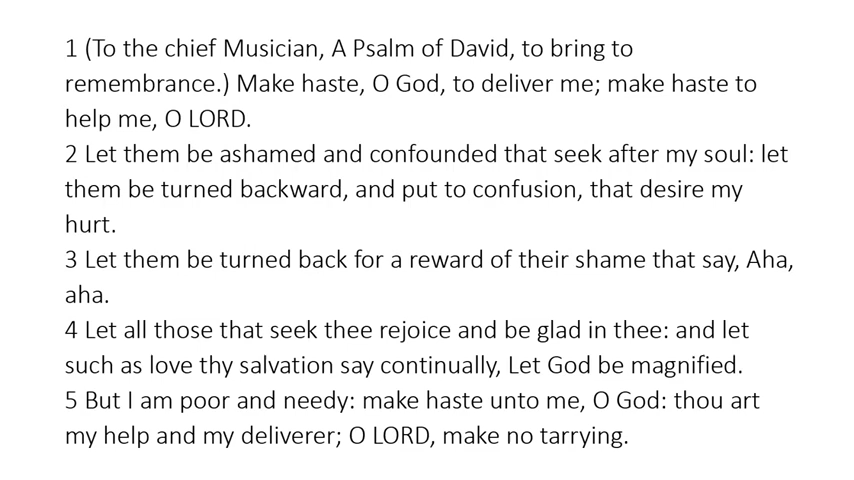 1 (To the chief Musician, A Psalm of David, to bring to
remembrance.) Make haste, O God, to deliver me; make haste to
help me, O LORD.
2 Let them be ashamed and confounded that seek after my soul: let
them be turned backward, and put to confusion, that desire my
hurt.
3 Let them be turned back for a reward of their shame that say, Aha,
aha.
4 Let all those that seek thee rejoice and be glad in thee: and let
such as love thy salvation say continually, Let God be magnified.
5 But I am poor and needy: make haste unto me, O God: thou art
my help and my deliverer; O LORD, make no tarrying.